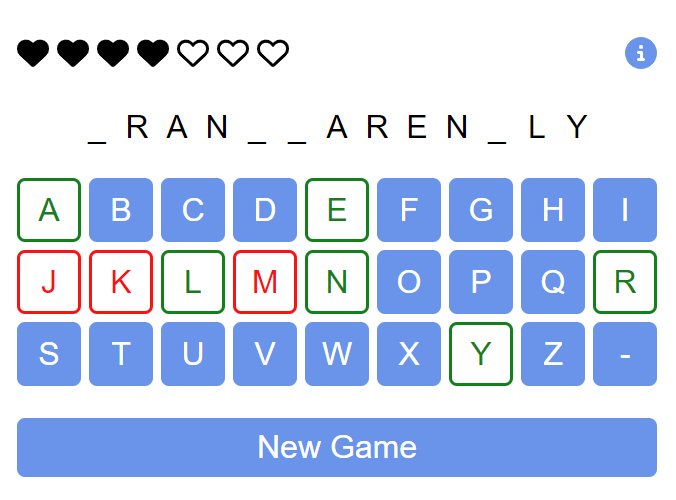 i
_ R A N _ _ A R E N _ L Y
A B C D E F G H I
J K L M N O P Q R
S T U V W X Y Z -
New Game